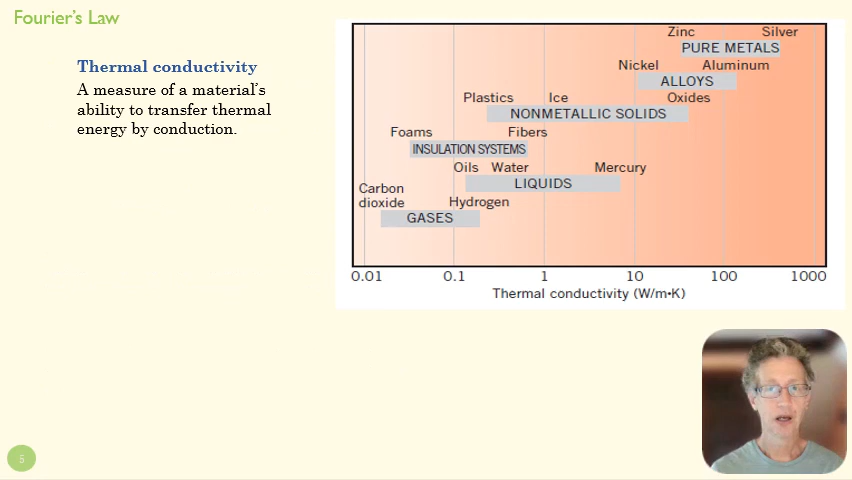 Fourier's Law
Thermal conductivity
A measure of a material's
ability to transfer thermal
energy by conduction.
Zinc Silver
PURE METALS
Nickel Aluminum
ALLOYS
Plastics Ice Oxides
NONMETALLIC SOLIDS
Foams Fibers
INSULATION SYSTEMS
Oils Water Mercury
LIQUIDS
Carbon
dioxide Hydrogen
GASES
0.01 0.1 1 10 100 1000
Thermal conductivity (W/m•K)
5